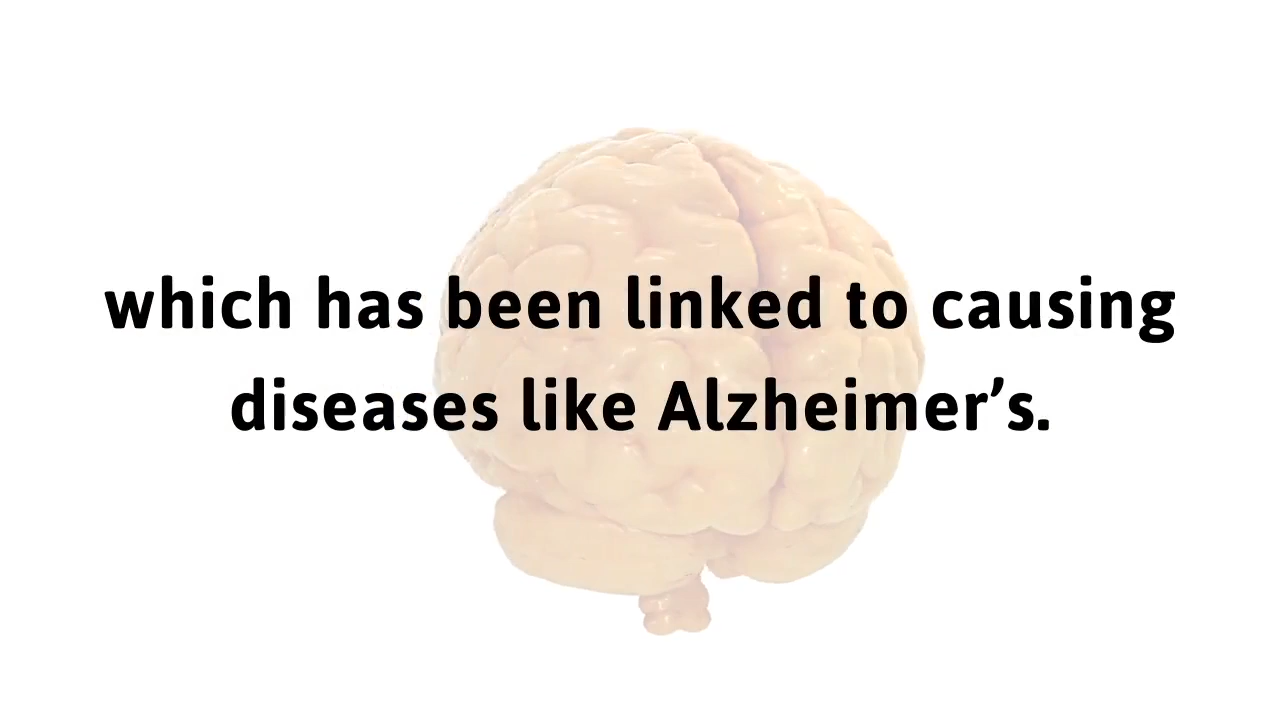 which has been linked to causing
diseases like Alzheimer’s.